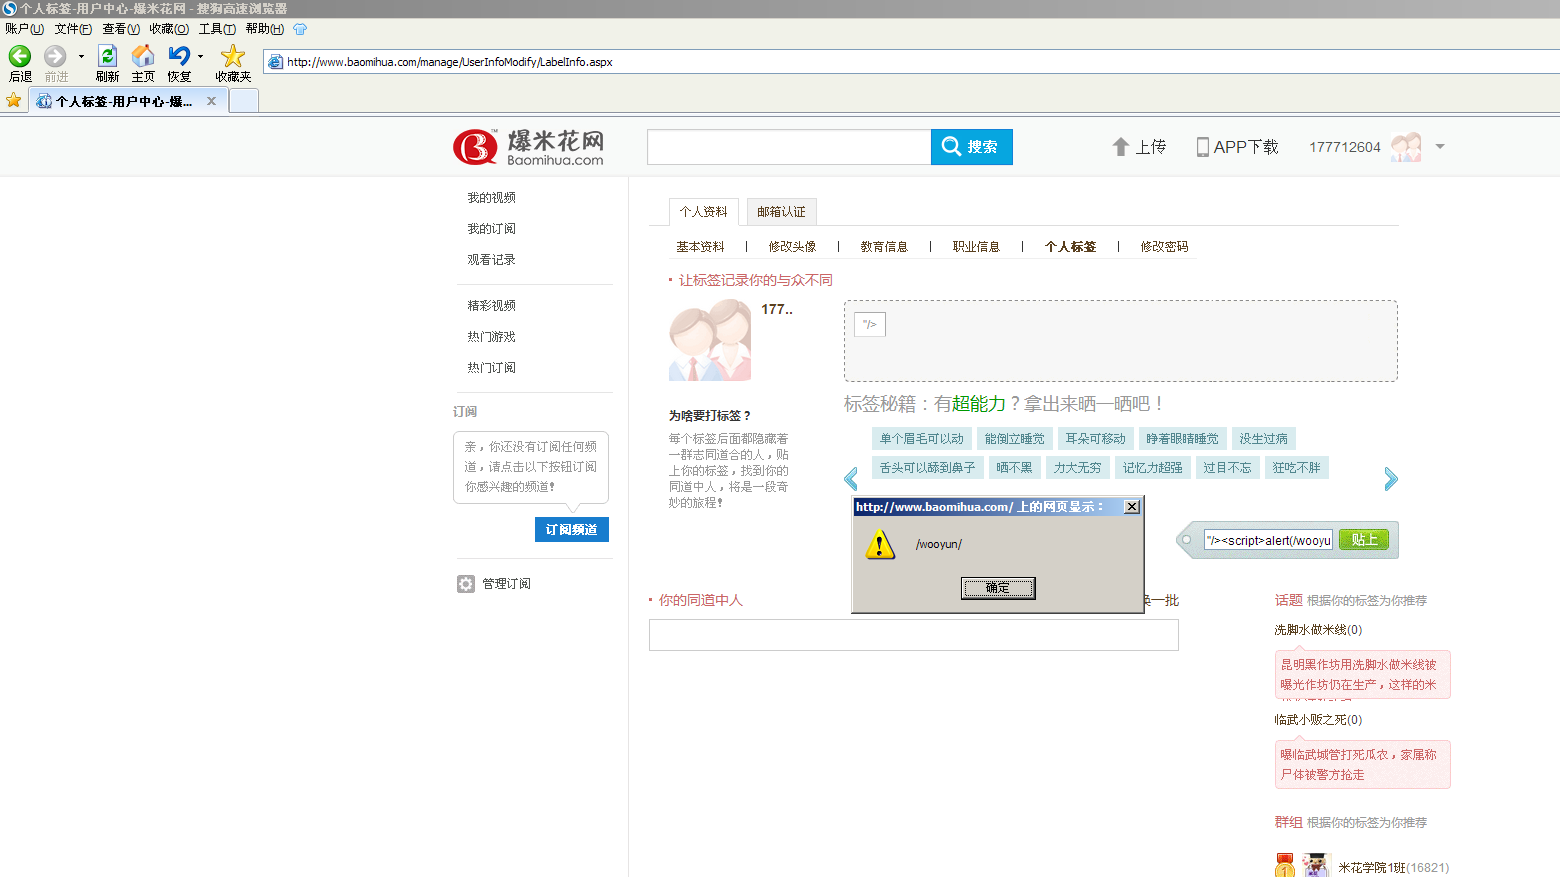 个人标签-用户中心-爆米花网 - 搜狗高速浏览器
账户(U) 文件(F) 查看(V) 收藏(O) 工具(T) 帮助(H)
后退 前进 刷新 主页 恢复 收藏夹
http://www.baomihua.com/manage/UserInfoModify/LabelInfo.aspx
个人标签-用户中心-爆... x
爆米花网
Baomihua.com
搜索
上传
APP下载
177712604
我的视频
我的订阅
观看记录
精彩视频
热门游戏
热门订阅
订阅
亲，你还没有订阅任何频
道，请点击以下按钮订阅
你感兴趣的频道！
订阅频道
管理订阅
个人资料 邮箱认证
基本资料 | 修改头像 | 教育信息 | 职业信息 | 个人标签 | 修改密码
让标签记录你的与众不同
177..
"/>
为啥要打标签？
每个标签后面都隐藏着
一群志同道合的人，贴
上你的标签，找到你的
同道中人，将是一段奇
妙的旅程！
标签秘籍：有超能力？拿出来晒一晒吧！
单个眉毛可以动 能倒立睡觉 耳朵可移动 睁着眼睛睡觉 没生过病
舌头可以舔到鼻子 晒不黑 力大无穷 记忆力超强 过目不忘 狂吃不胖
http://www.baomihua.com/ 上的网页显示：
/wooyun/
确定
"/><script>alert(/wooyu
贴上
你的同道中人
换一批
话题 根据你的标签为你推荐
洗脚水做米线(0)
昆明黑作坊用洗脚水做米线被
曝光作坊仍在生产，这样的米
临武小贩之死(0)
曝临武城管打死瓜农，家属称
尸体被警方抢走
群组 根据你的标签为你推荐
米花学院1班(16821)